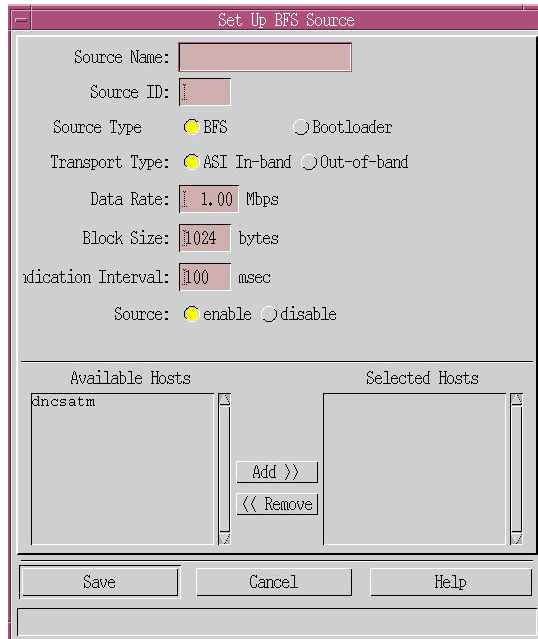 Set Up BFS Source
Source Name:
Source ID:
Source Type BFS Bootloader
Transport Type: ASI In-band Out-of-band
Data Rate: 1.00 Mbps
Block Size: 1024 bytes
Interval: 100 msec
Source: enable disable
Available Hosts Selected Hosts
dncsatm
Add >>
<< Remove
Save Cancel Help